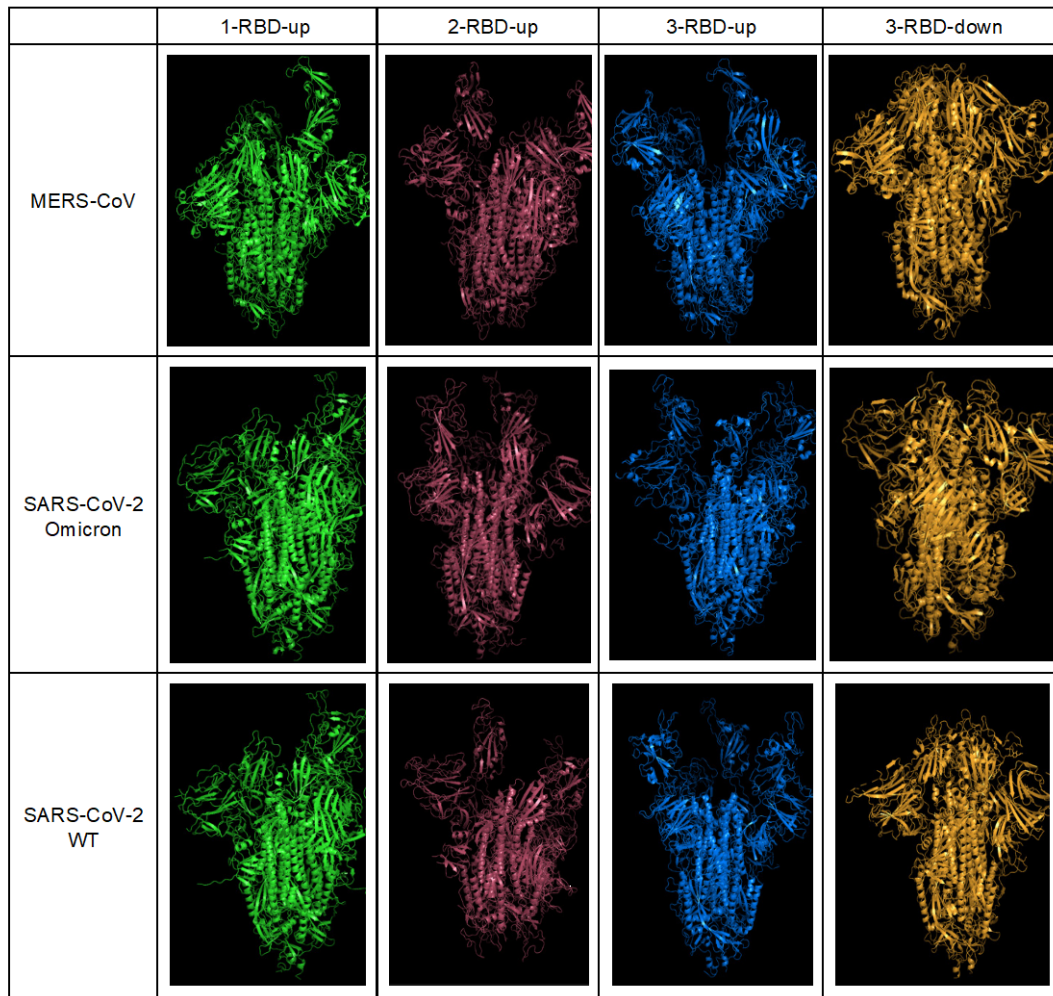 1-RBD-up 2-RBD-up 3-RBD-up 3-RBD-down
MERS-CoV
SARS-CoV-2
Omicron
SARS-CoV-2
WT